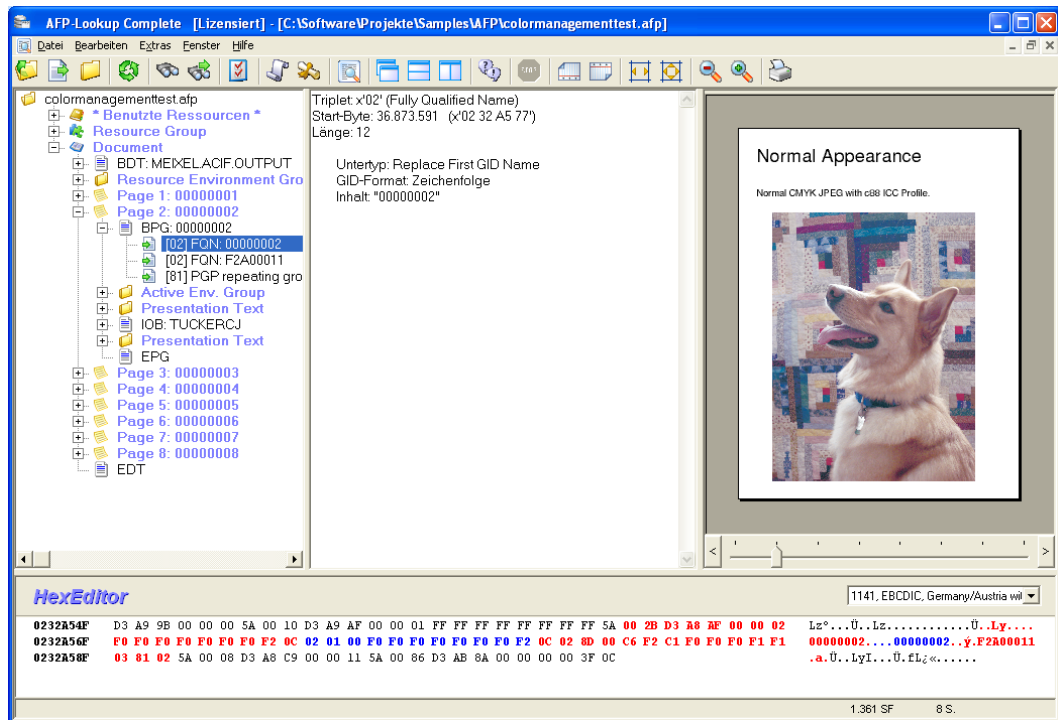 AFP-Lookup Complete [Lizensiert] - [C:\Software\Projekte\Samples\AFP\colormanagementtest.afp]
Datei Bearbeiten Extras Fenster Hilfe
colormanagementtest.afp
* Benutzte Ressourcen *
Resource Group
Document
BDT: MEIXEL.ACIF.OUTPUT
Resource Environment Gro
Page 1: 00000001
Page 2: 00000002
BPG: 00000002
[02] FQN: 00000002
[02] FQN: F2A00011
[81] PGP repeating gro
Active Env. Group
Presentation Text
IOB: TUCKERCJ
Presentation Text
EPG
Page 3: 00000003
Page 4: 00000004
Page 5: 00000005
Page 6: 00000006
Page 7: 00000007
Page 8: 00000008
EDT
Triplet: x'02' (Fully Qualified Name)
Start-Byte: 36.873.591 (x'02 32 A5 77')
Länge: 12
Untertyp: Replace First GID Name
GID-Format: Zeichenfolge
Inhalt: "00000002"
Normal Appearance
Normal CMYK JPEG with c88 ICC Profile.
HexEditor
1141, EBCDIC, Germany/Austria wil
0232A54F D3 A9 9B 00 00 00 5A 00 10 D3 A9 AF 00 00 01 FF FF FF FF FF FF FF 5A 00 2B D3 A8 AF 00 00 02 Lzº...Ü..Lz...........Ü..Ly....
0232A56F F0 F0 F0 F0 F0 F0 F0 F2 0C 02 01 00 F0 F0 F0 F0 F0 F0 F0 F2 0C 02 8D 00 C6 F2 C1 F0 F0 F0 F1 F1 00000002....00000002..ý.F2A00011
0232A58F 03 81 02 5A 00 08 D3 A8 C9 00 00 11 5A 00 86 D3 AB 8A 00 00 00 00 3F 0C .a.Ü..LyI...Ü.fL¿«......
1.361 SF 8 S.